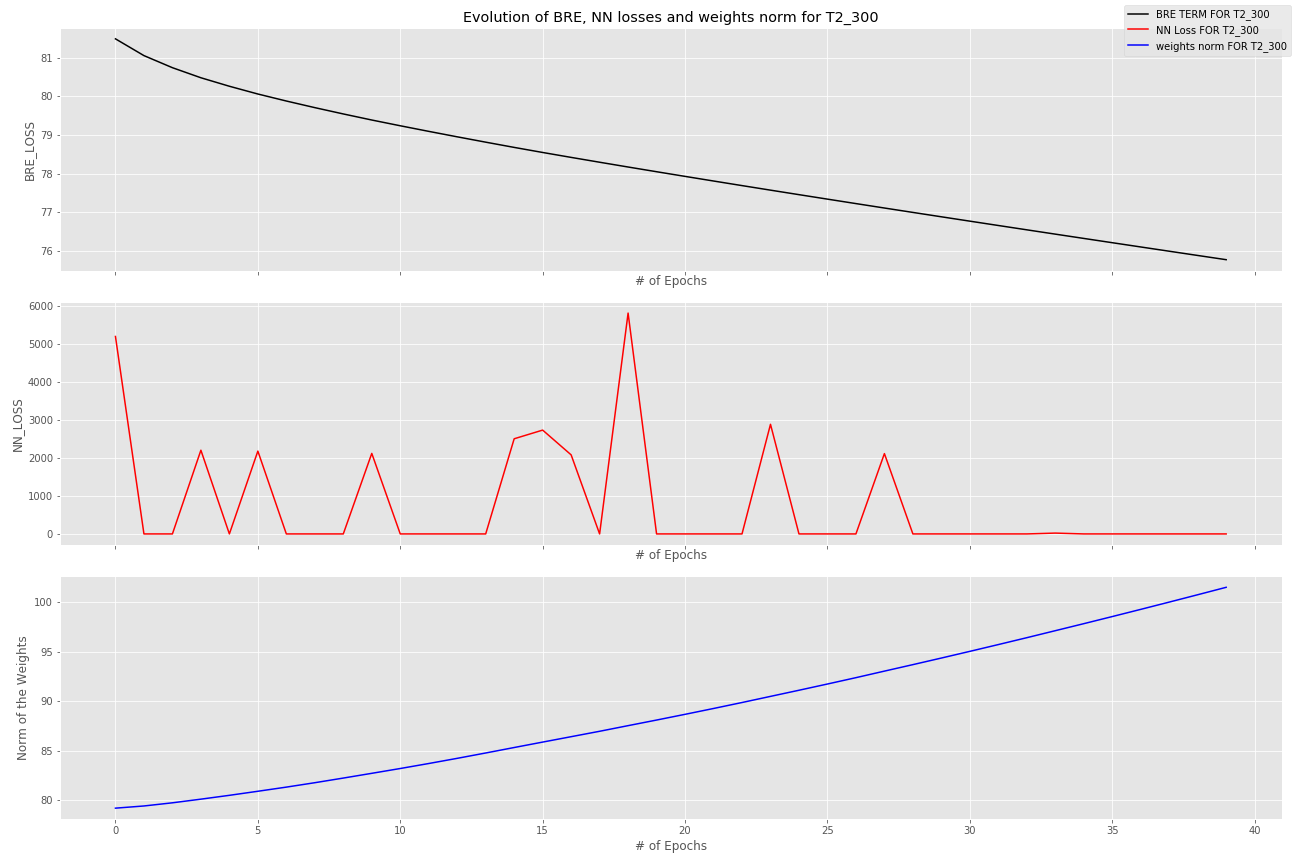 Evolution of BRE, NN losses and weights norm for T2_300
BRE TERM FOR T2_300
NN Loss FOR T2_300
weights norm FOR T2_300
BRE_LOSS
81
80
79
78
77
76
# of Epochs
NN_LOSS
6000
5000
4000
3000
2000
1000
0
# of Epochs
Norm of the Weights
100
95
90
85
80
0 5 10 15 20 25 30 35 40
# of Epochs